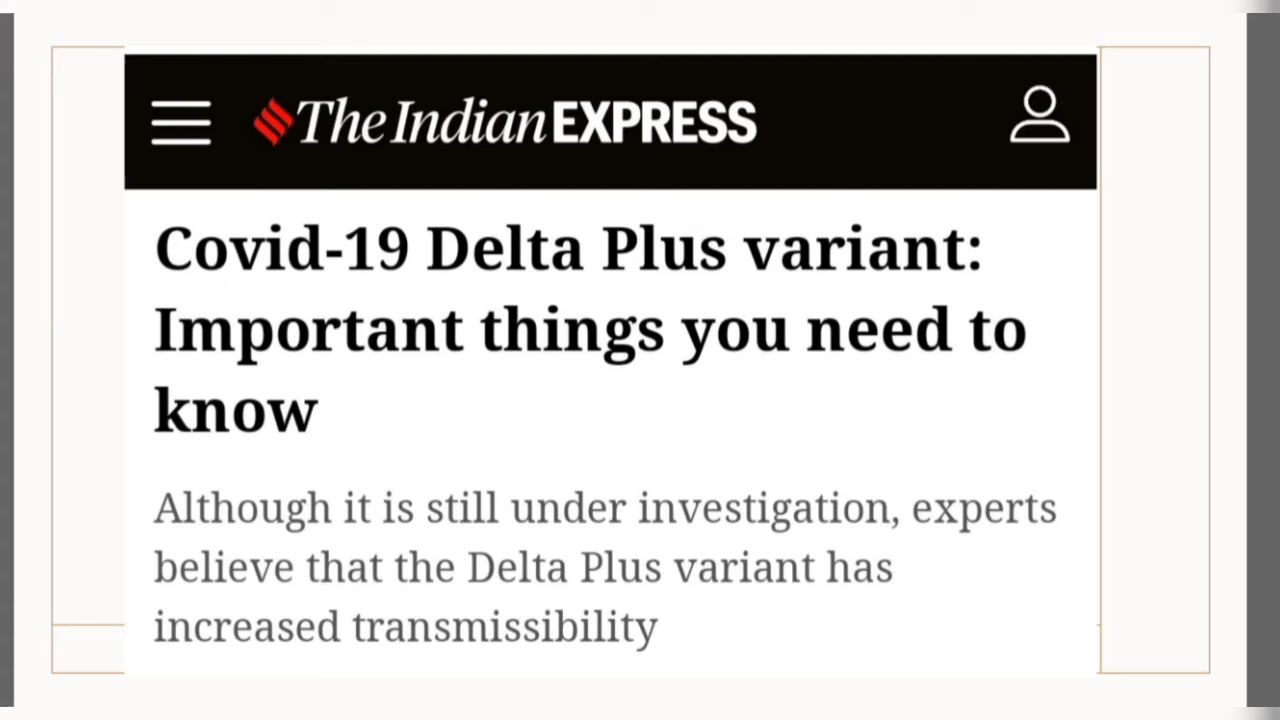 The Indian EXPRESS
Covid-19 Delta Plus variant:
Important things you need to
know
Although it is still under investigation, experts
believe that the Delta Plus variant has
increased transmissibility